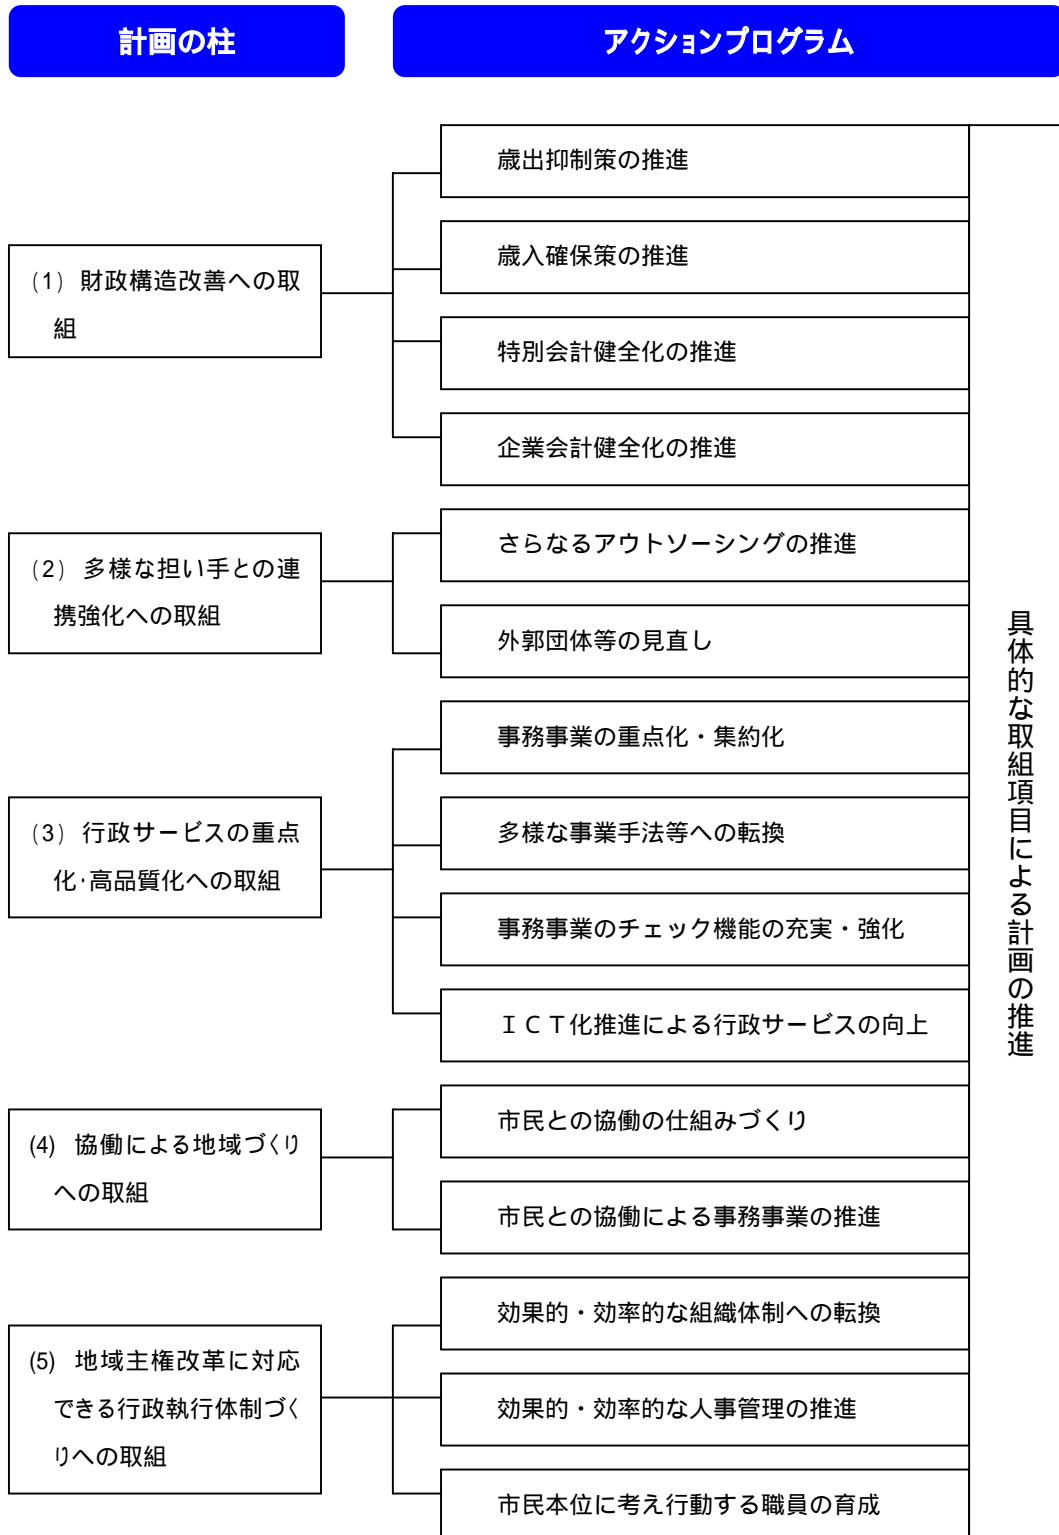 計画の柱
アクションプログラム
(1) 財政構造改善への取
組
歳出抑制策の推進
歳入確保策の推進
特別会計健全化の推進
企業会計健全化の推進
(2) 多様な担い手との連
携強化への取組
さらなるアウトソーシングの推進
外郭団体等の見直し
(3) 行政サービスの重点
化・高品質化への取組
事務事業の重点化・集約化
多様な事業手法等への転換
事務事業のチェック機能の充実・強化
ＩＣＴ化推進による行政サービスの向上
(4) 協働による地域づくり
への取組
市民との協働の仕組みづくり
市民との協働による事務事業の推進
(5) 地域主権改革に対応
できる行政執行体制づく
りへの取組
効果的・効率的な組織体制への転換
効果的・効率的な人事管理の推進
市民本位に考え行動する職員の育成
具体的な取組項目による計画の推進